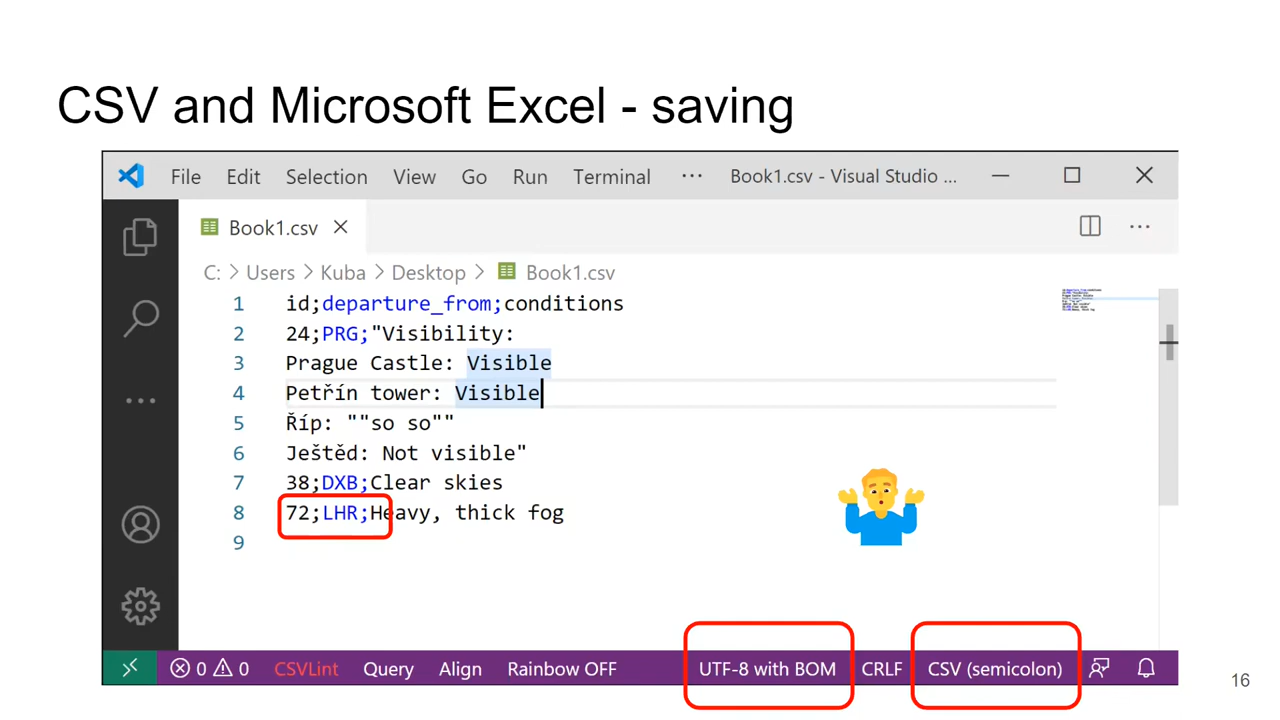 CSV and Microsoft Excel - saving
File Edit Selection View Go Run Terminal ··· Book1.csv - Visual Studio ...
Book1.csv
C: > Users > Kuba > Desktop > Book1.csv
1 id;departure_from;conditions
2 24;PRG;"Visibility:
3 Prague Castle: Visible
4 Petřín tower: Visible
5 Říp: ""so so""
6 Ještěd: Not visible"
7 38;DXB;Clear skies
8 72;LHR;Heavy, thick fog
9
0 0 CSVLint Query Align Rainbow OFF UTF-8 with BOM CRLF CSV (semicolon)
16